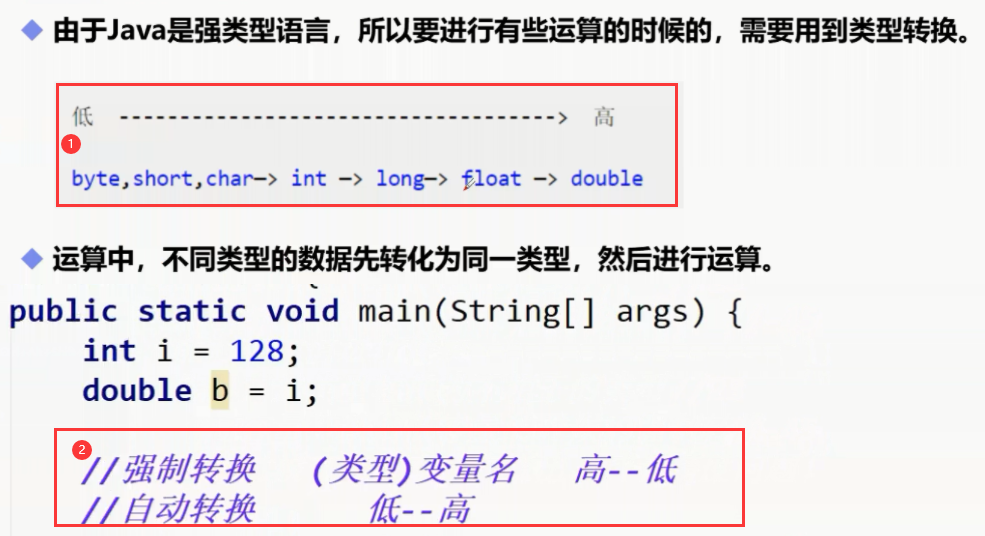 由于Java是强类型语言，所以要进行有些运算的时候的，需要用到类型转换。
低 ------------------------------------> 高
1
byte,short,char—> int —> long—> float —> double
运算中，不同类型的数据先转化为同一类型，然后进行运算。
public static void main(String[] args) {
int i = 128;
double b = i;
2
//强制转换 (类型)变量名 高--低
//自动转换 低--高